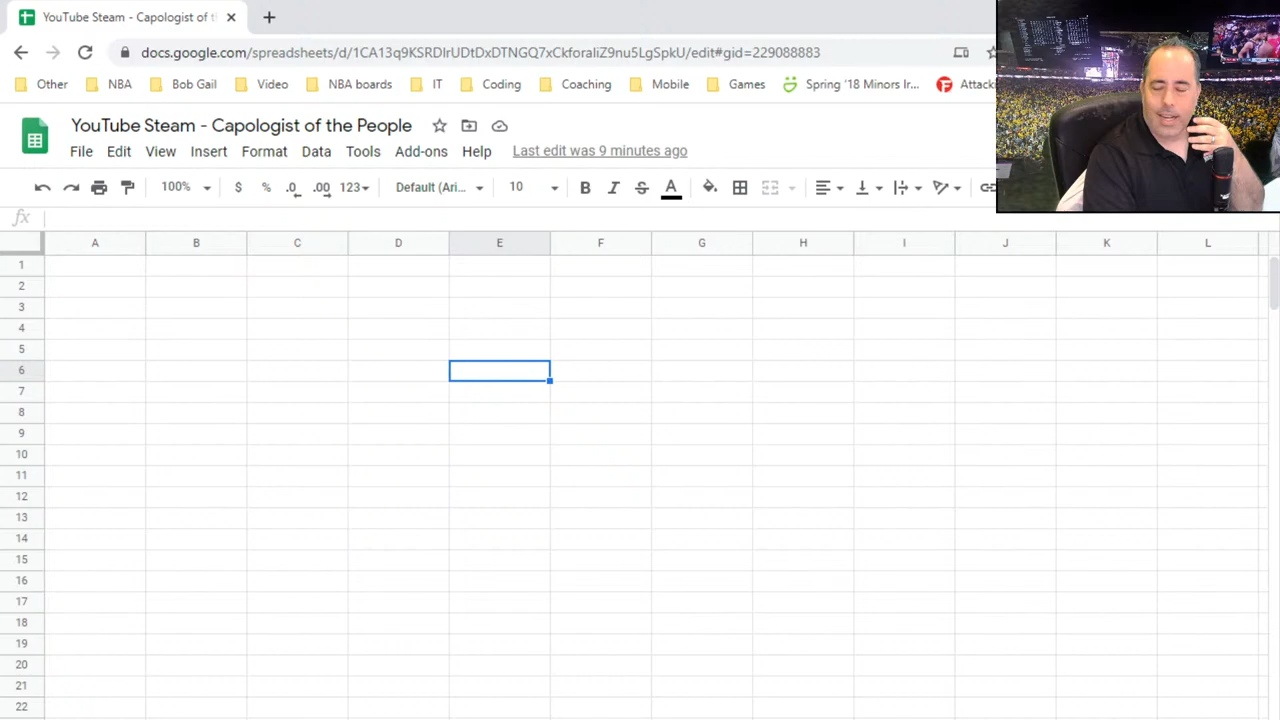 YouTube Steam - Capologist of t
docs.google.com/spreadsheets/d/
/edit#gid=229088883
Other NBA Bob Gail Video NBA boards IT Coding Coaching Mobile Games Spring '18 Minors Ir... Attack
YouTube Steam - Capologist of the People
File Edit View Insert Format Data Tools Add-ons Help Last edit was 9 minutes ago
100% $ % .0 .00 123 Default (Ari... 10 B I S A
fx
A B C D E F G H I J K L
1
2
3
4
5
6
7
8
9
10
11
12
13
14
15
16
17
18
19
20
21
22